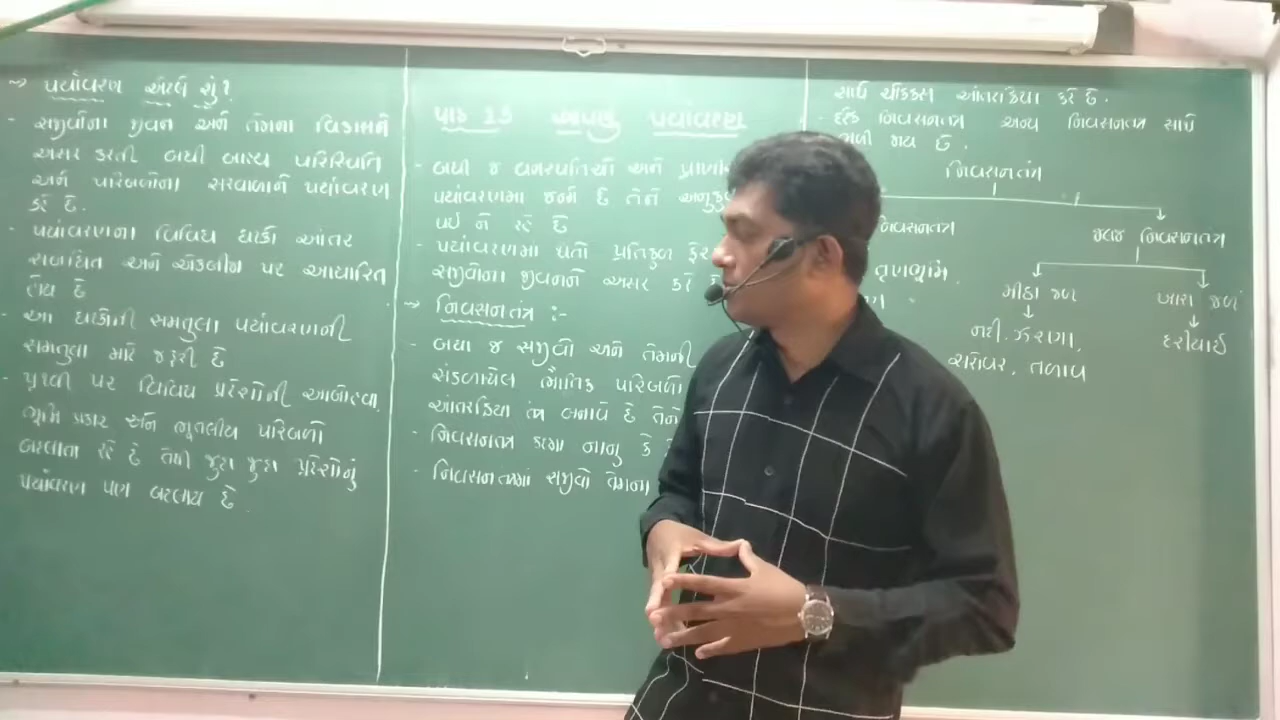 ~> પર્યાવરણ એટલે શું?
- સજીવોના જીવન અને તેમના વિકાસને
અસર કરતી બધી બાહ્ય પરિસ્થિતિ
અને પરિબળોના સરવાળાને પર્યાવરણ
કહે છે.
- પર્યાવરણના વિવિધ ઘટકો આંતર
સંબંધિત અને એકબીજા પર આધારિત
હોય છે
- આ ઘટકોની સમતુલા પર્યાવરણની
સમતુલા માટે જરૂરી છે
- પૃથ્વી પર વિવિધ પ્રદેશોની આબોહવા,
ભૂમિ પ્રકાર અને ભૂતલીય પરિબળો
બદલાતા રહે છે તેથી જુદા જુદા પ્રદેશોનું
પર્યાવરણ પણ બદલાય છે.
પાઠ 15 આપણું પર્યાવરણ
- બધી જ વનસ્પતિઓ અને
પર્યાવરણમાં જન્મે છે તેને
થઈ ને રહે છે
- પર્યાવરણમાં થતો પ્રતિકૂળ
સજીવોના જીવનને અસર કરે
-> નિવસનતંત્ર :-
- બધા જ સજીવો અને તેમની
સંકળાયેલ ભૌતિક પરિબળો
આંતરક્રિયા તંત્ર બનાવે છે તેને
- નિવસનતંત્ર કદમાં નાનું કે
- નિવસનતંત્રમાં સજીવો તેમના
સાથે ચોક્કસ આંતરક્રિયા કરે છે.
- દરેક નિવસનતંત્ર અન્ય નિવસનતંત્ર સાથે
જાય છે.
નિવસનતંત્ર
નિવસનતંત્ર જલજ નિવસનતંત્ર
તૃણભૂમિ, મીઠા જળ ખારા જળ
નદી, ઝરણા, દરિયાઈ
સરોવર, તળાવ